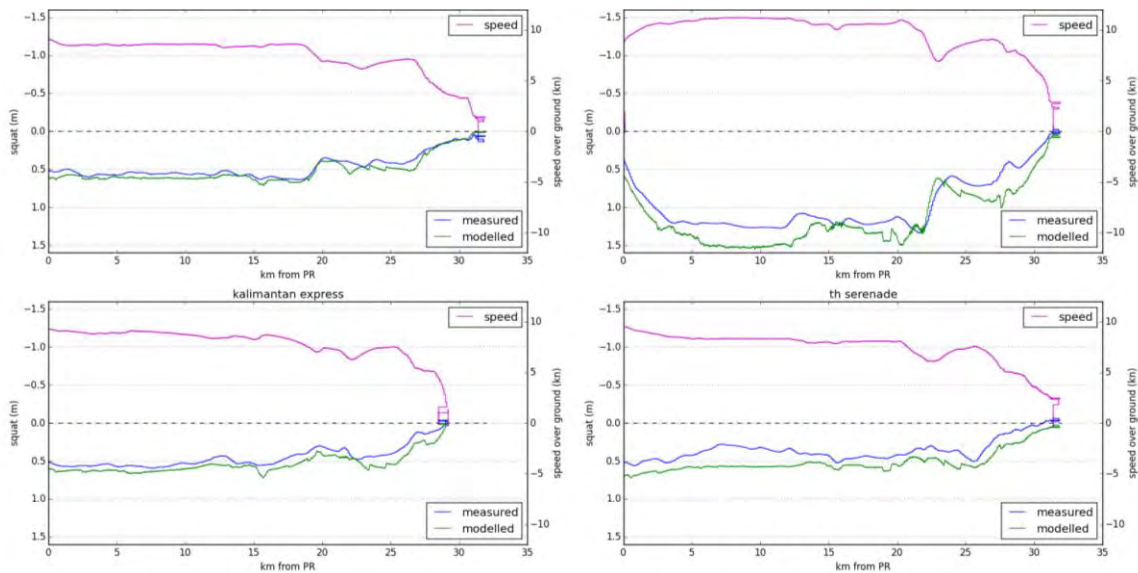 speed
squat (m)
−1.5
−1.0
−0.5
0.0
0.5
1.0
1.5
10
5
0
−5
−10
speed over ground (kn)
measured
modelled
0 5 10 15 20 25 30 35
km from PR
speed
squat (m)
−1.5
−1.0
−0.5
0.0
0.5
1.0
1.5
10
5
0
−5
−10
speed over ground (kn)
measured
modelled
0 5 10 15 20 25 30 35
km from PR
kalimantan express
speed
squat (m)
−1.5
−1.0
−0.5
0.0
0.5
1.0
1.5
10
5
0
−5
−10
speed over ground (kn)
measured
modelled
0 5 10 15 20 25 30 35
km from PR
th serenade
speed
squat (m)
−1.5
−1.0
−0.5
0.0
0.5
1.0
1.5
10
5
0
−5
−10
speed over ground (kn)
measured
modelled
0 5 10 15 20 25 30 35
km from PR